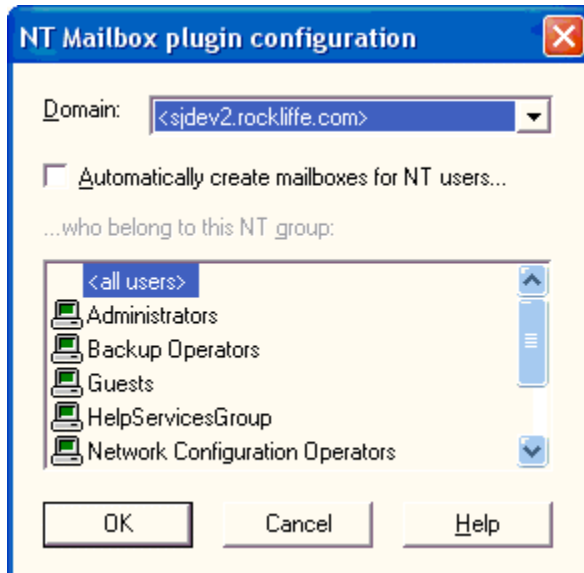 NT Mailbox plugin configuration
Domain: <sjdev2.rockliffe.com>
Automatically create mailboxes for NT users...
...who belong to this NT group:
<all users>
Administrators
Backup Operators
Guests
HelpServicesGroup
Network Configuration Operators
OK Cancel Help